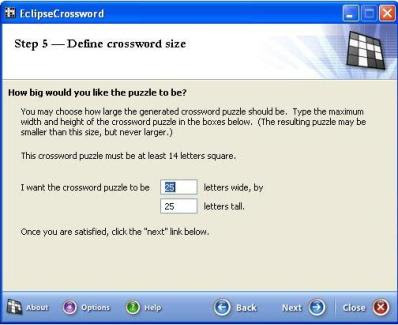 EclipseCrossword
Step 5 — Define crossword size
How big would you like the puzzle to be?
You may choose how large the generated crossword puzzle should be. Type the maximum
width and height of the crossword puzzle in the boxes below. (The resulting puzzle may be
smaller than this size, but never larger.)
This crossword puzzle must be at least 14 letters square.
I want the crossword puzzle to be 25 letters wide, by
25 letters tall.
Once you are satisfied, click the "next" link below.
About Options Help Back Next Close